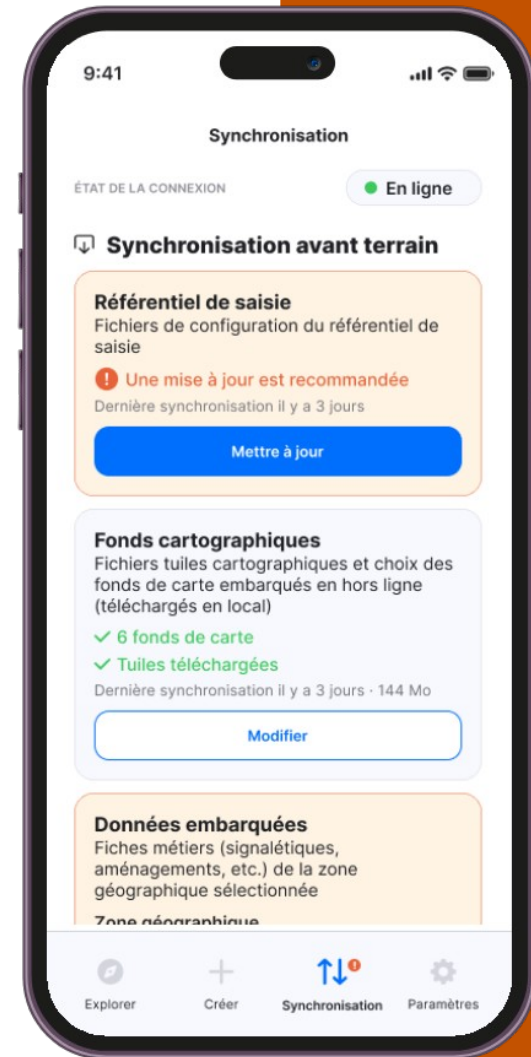 9:41
Synchronisation
ÉTAT DE LA CONNEXION
En ligne
Synchronisation avant terrain
Référentiel de saisie
Fichiers de configuration du référentiel de
saisie
Une mise à jour est recommandée
Dernière synchronisation il y a 3 jours
Mettre à jour
Fonds cartographiques
Fichiers tuiles cartographiques et choix des
fonds de carte embarqués en hors ligne
(téléchargés en local)
6 fonds de carte
Tuiles téléchargées
Dernière synchronisation il y a 3 jours · 144 Mo
Modifier
Données embarquées
Fiches métiers (signalétiques,
aménagements, etc.) de la zone
géographique sélectionnée
Zone géographique
Explorer
Créer
Synchronisation
Paramètres